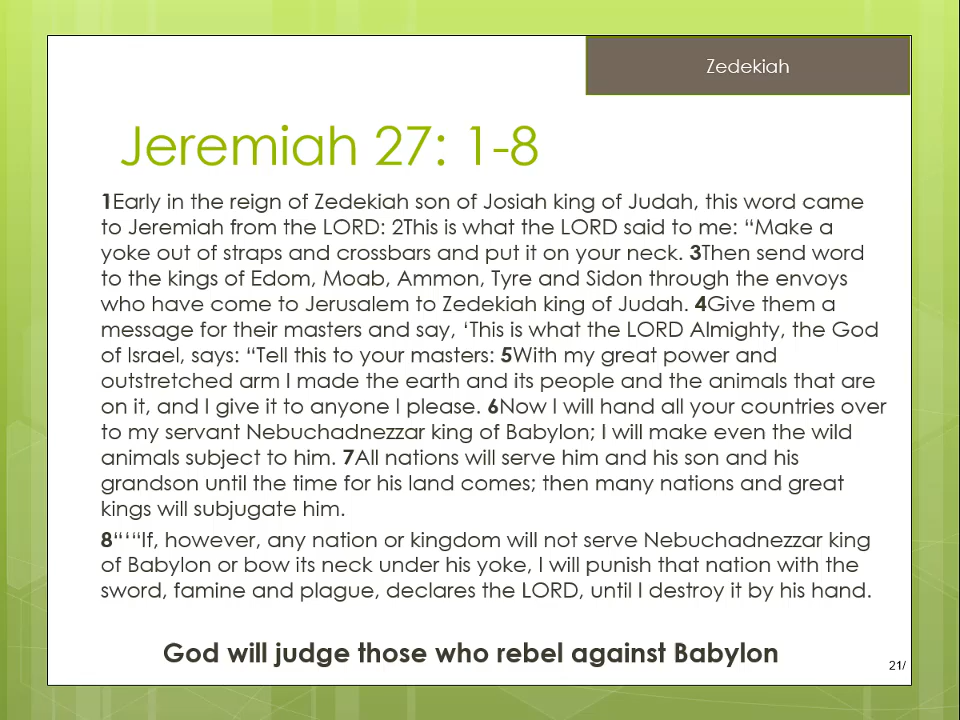 Zedekiah
Jeremiah 27: 1-8
1Early in the reign of Zedekiah son of Josiah king of Judah, this word came
to Jeremiah from the LORD: 2This is what the LORD said to me: “Make a
yoke out of straps and crossbars and put it on your neck. 3Then send word
to the kings of Edom, Moab, Ammon, Tyre and Sidon through the envoys
who have come to Jerusalem to Zedekiah king of Judah. 4Give them a
message for their masters and say, ‘This is what the LORD Almighty, the God
of Israel, says: “Tell this to your masters: 5With my great power and
outstretched arm I made the earth and its people and the animals that are
on it, and I give it to anyone I please. 6Now I will hand all your countries over
to my servant Nebuchadnezzar king of Babylon; I will make even the wild
animals subject to him. 7All nations will serve him and his son and his
grandson until the time for his land comes; then many nations and great
kings will subjugate him.
8“‘“If, however, any nation or kingdom will not serve Nebuchadnezzar king
of Babylon or bow its neck under his yoke, I will punish that nation with the
sword, famine and plague, declares the LORD, until I destroy it by his hand.
God will judge those who rebel against Babylon
21/